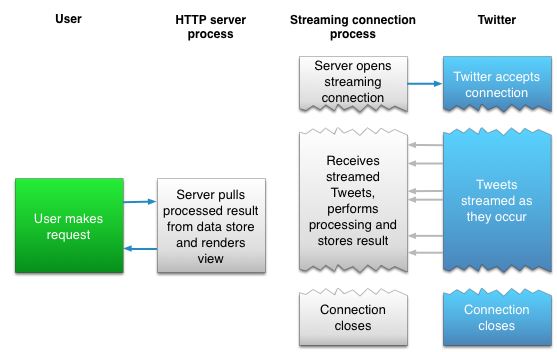 User
HTTP server
process
Streaming connection
process
Twitter
Server opens
streaming
connection
Twitter accepts
connection
User makes
request
Server pulls
processed result
from data store
and renders
view
Receives
streamed
Tweets,
performs
processing and
stores result
Tweets
streamed as
they occur
Connection
closes
Connection
closes